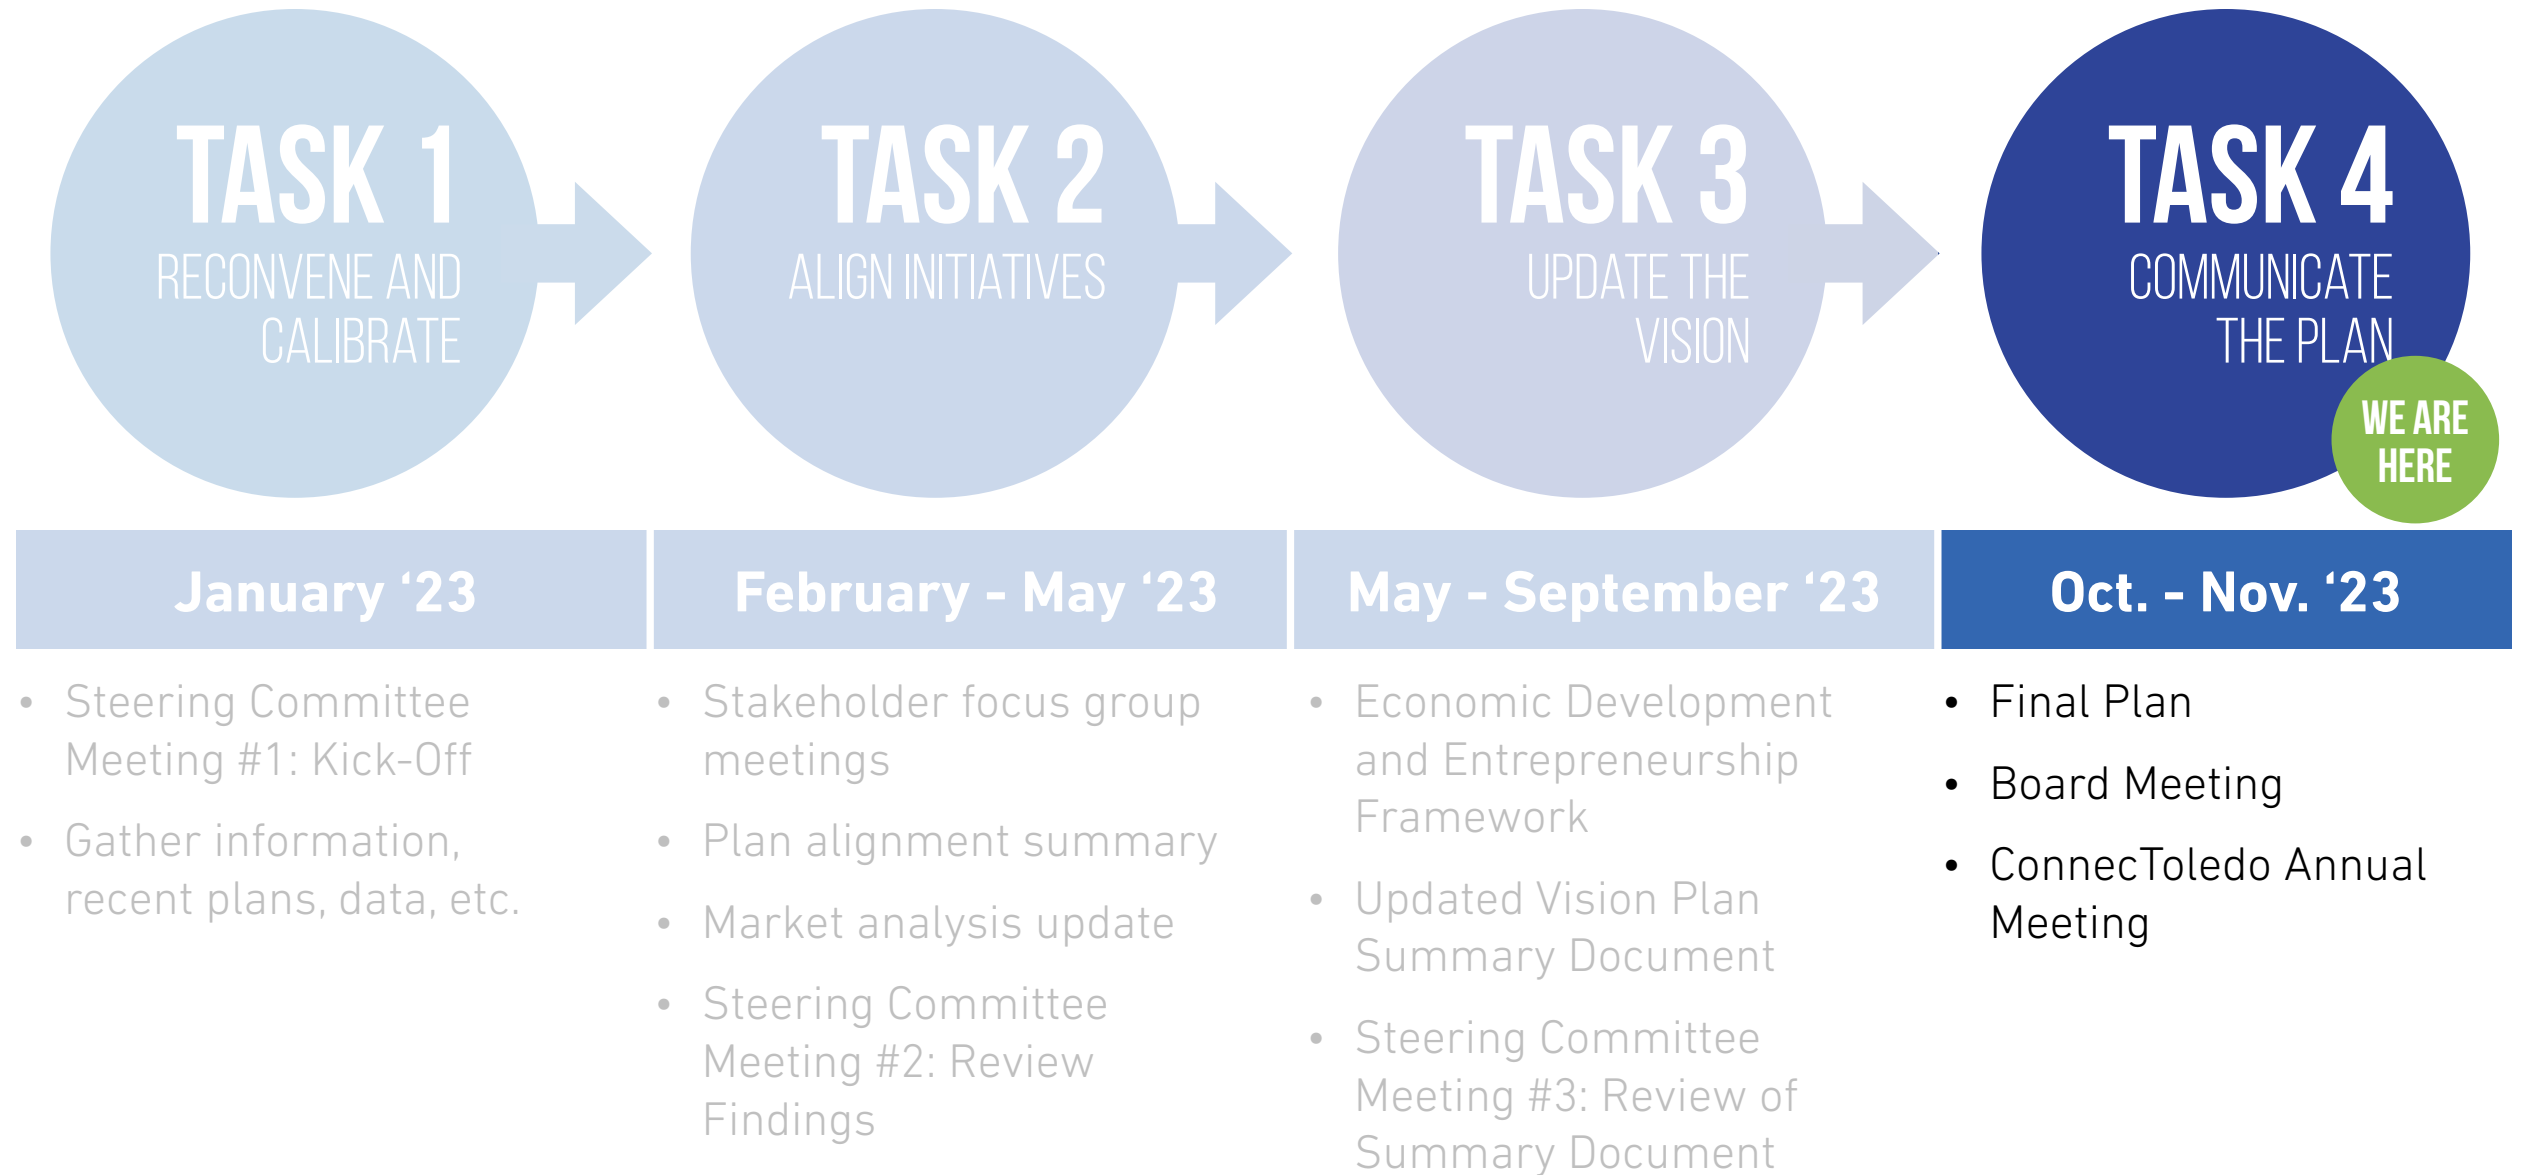 TASK 1
RECONVENE AND
CALIBRATE
TASK 2
ALIGN INITIATIVES
TASK 3
UPDATE THE
VISION
TASK 4
COMMUNICATE
THE PLAN
WE ARE
HERE
January ‘23
• Steering Committee
Meeting #1: Kick-Off
• Gather information,
recent plans, data, etc.
February - May ‘23
• Stakeholder focus group
meetings
• Plan alignment summary
• Market analysis update
• Steering Committee
Meeting #2: Review
Findings
May - September ‘23
• Economic Development
and Entrepreneurship
Framework
• Updated Vision Plan
Summary Document
• Steering Committee
Meeting #3: Review of
Summary Document
Oct. - Nov. ‘23
• Final Plan
• Board Meeting
• ConnecToledo Annual
Meeting